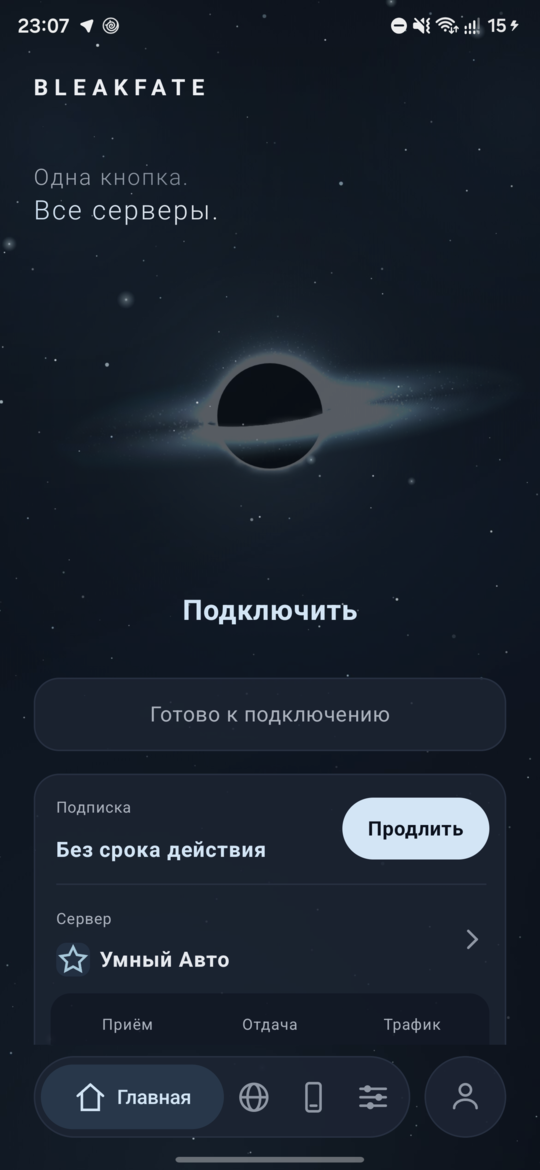 23:07
15
BLEAKFATE
Одна кнопка.
Все серверы.
Подключить
Готово к подключению
Подписка
Без срока действия
Продлить
Сервер
Умный Авто
Приём Отдача Трафик
Главная